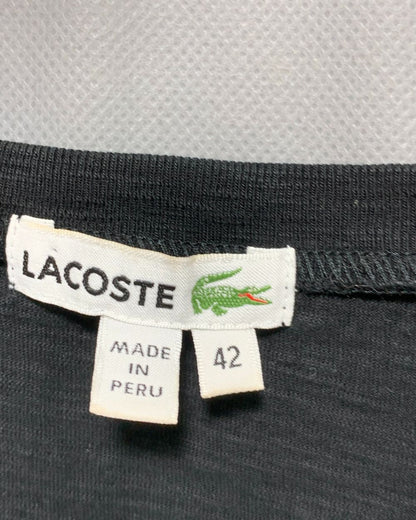 LACOSTE
MADE
IN
PERU
42